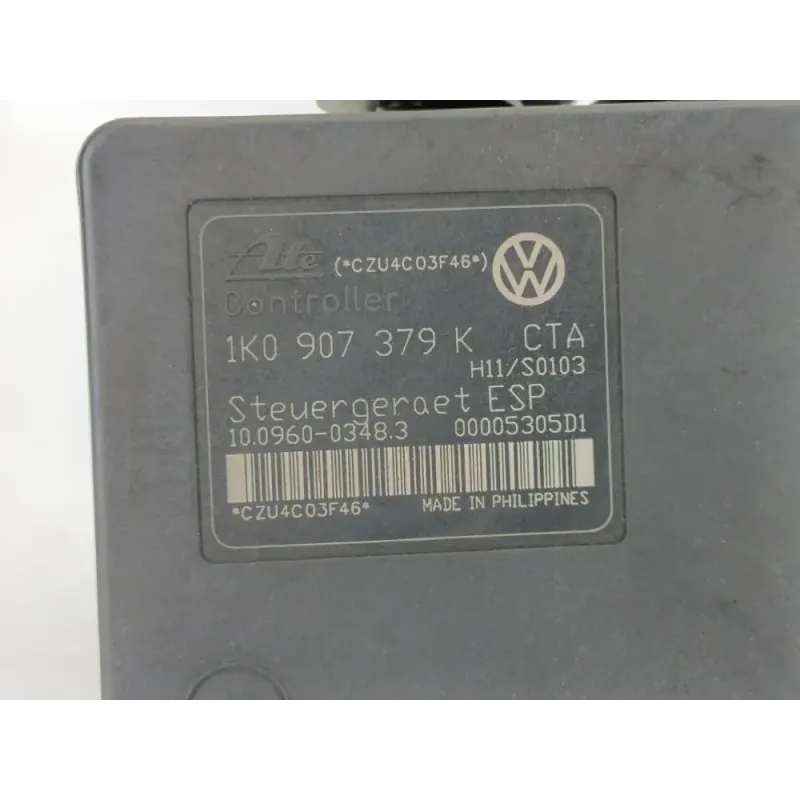 Ate (*CZU4C03F46*) VW
Controller
1K0 907 379 K CTA
H11/S0103
Steuergeraet ESP
10.0960-0348.3 00005305D1
*CZU4C03F46* MADE IN PHILIPPINES